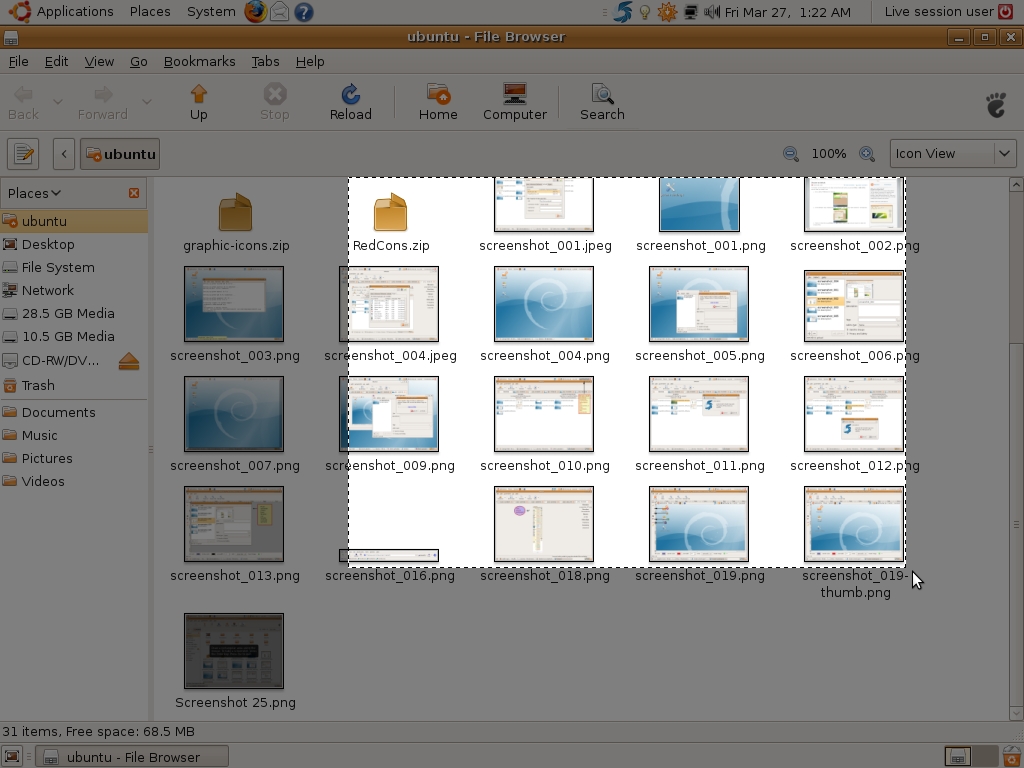 Applications Places System Fri Mar 27, 1:22 AM Live session user
ubuntu - File Browser
File Edit View Go Bookmarks Tabs Help
Back Forward Up Stop Reload Home Computer Search
ubuntu 100% Icon View
Places
ubuntu
Desktop
File System
Network
28.5 GB Media
10.5 GB Media
CD-RW/DV...
Trash
Documents
Music
Pictures
Videos
graphic-icons.zip RedCons.zip screenshot_001.jpeg screenshot_001.png screenshot_002.png
screenshot_003.png screenshot_004.jpeg screenshot_004.png screenshot_005.png screenshot_006.png
screenshot_007.png screenshot_009.png screenshot_010.png screenshot_011.png screenshot_012.png
screenshot_013.png screenshot_016.png screenshot_018.png screenshot_019.png screenshot_019-
thumb.png
Screenshot 25.png
31 items, Free space: 68.5 MB
ubuntu - File Browser